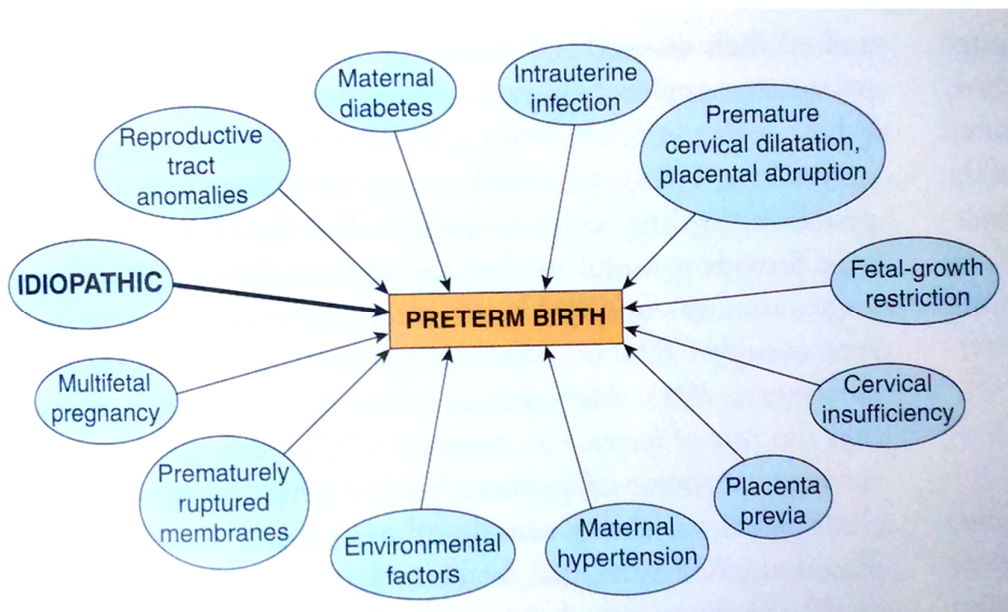 Maternal
diabetes
Intrauterine
infection
Premature
cervical dilatation,
placental abruption
Reproductive
tract
anomalies
IDIOPATHIC
PRETERM BIRTH
Fetal-growth
restriction
Multifetal
pregnancy
Cervical
insufficiency
Prematurely
ruptured
membranes
Environmental
factors
Maternal
hypertension
Placenta
previa